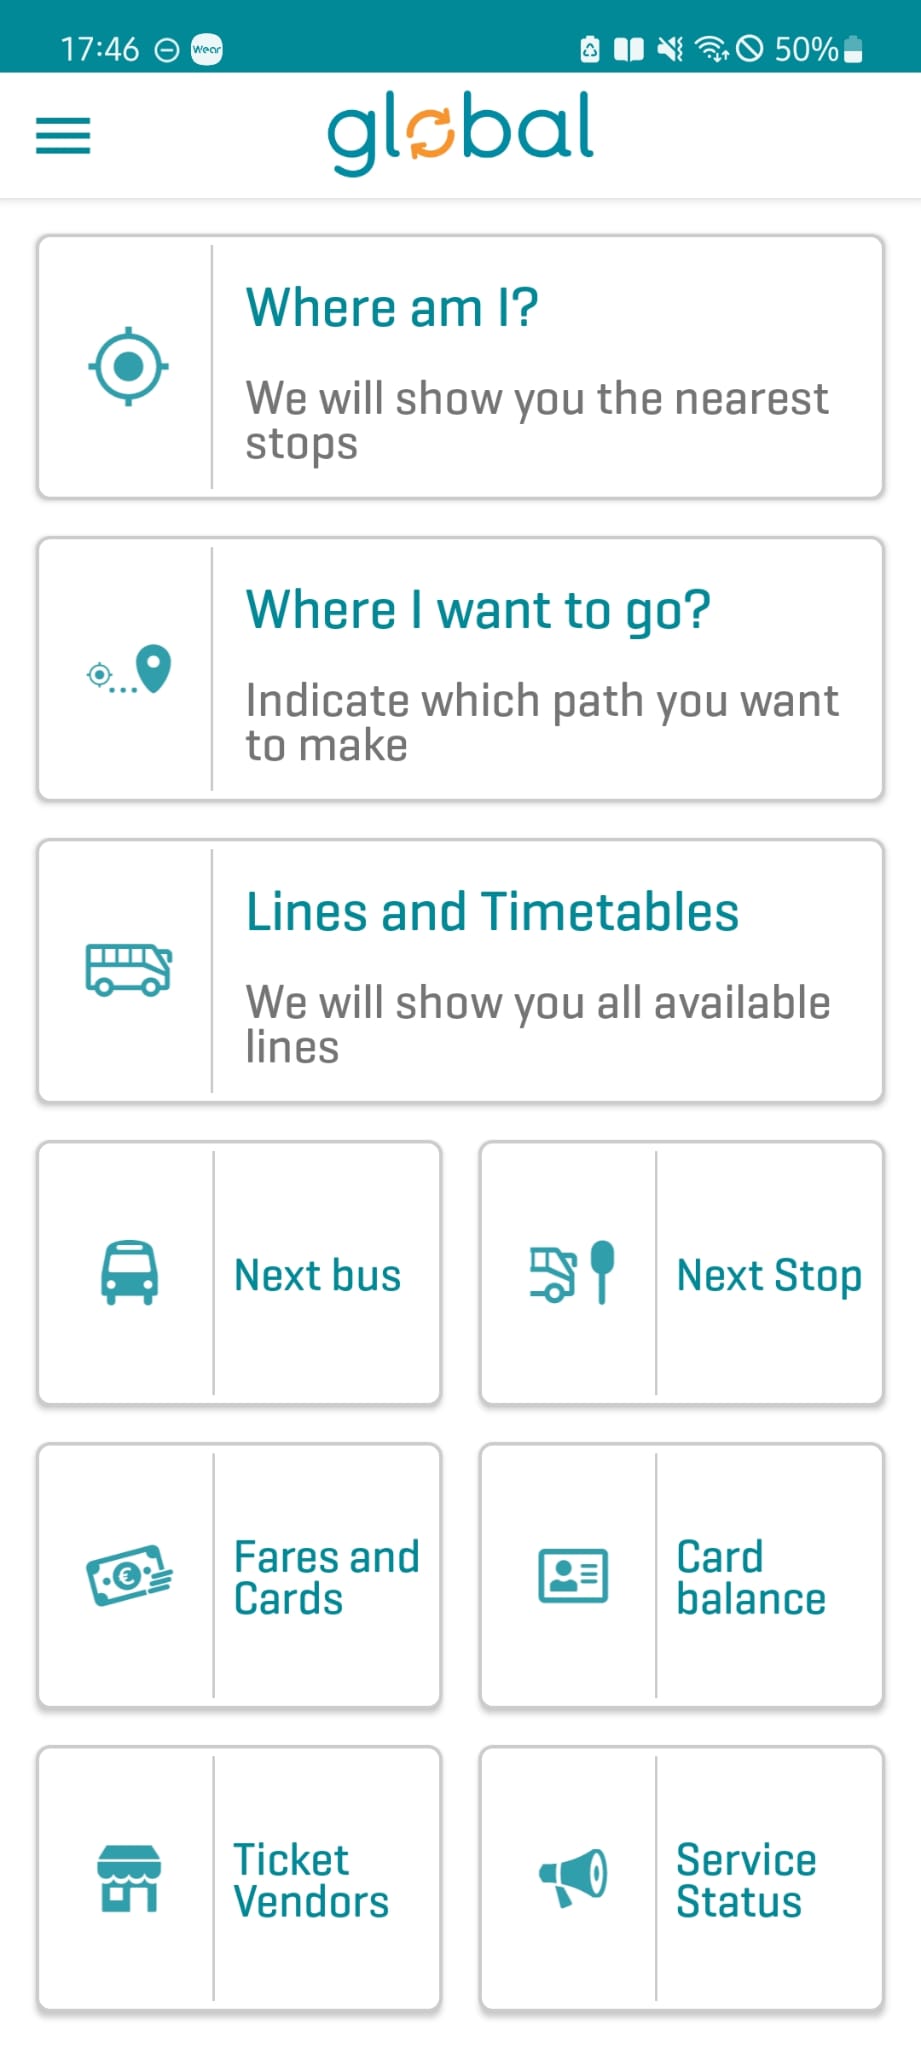 17:46 Wear 50%
global
Where am I?
We will show you the nearest
stops
Where I want to go?
Indicate which path you want
to make
Lines and Timetables
We will show you all available
lines
Next bus
Next Stop
Fares and
Cards
Card
balance
Ticket
Vendors
Service
Status